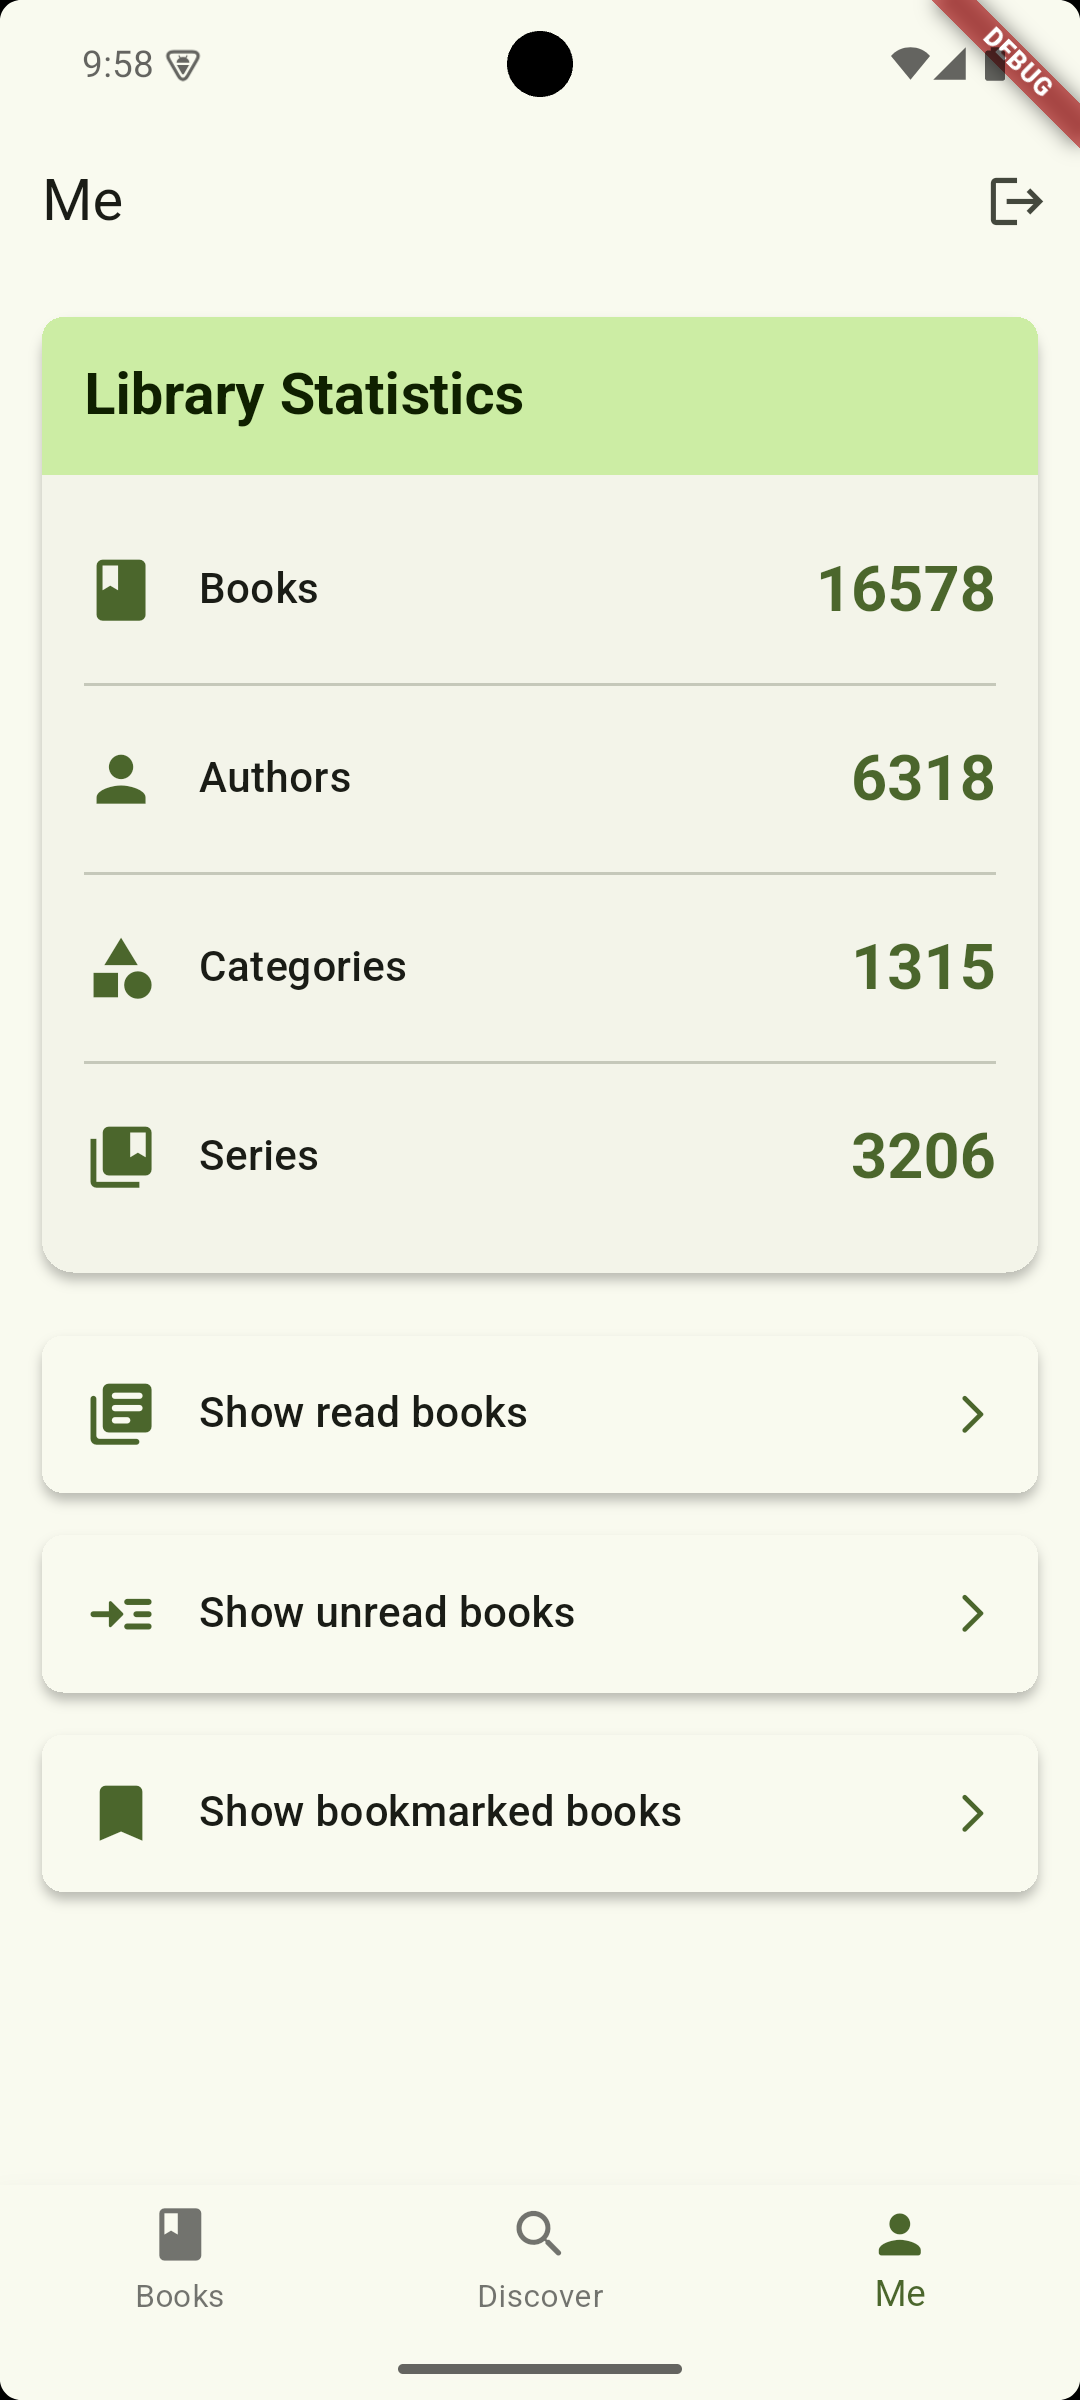 9:58
DEBUG
Me
Library Statistics
Books 16578
Authors 6318
Categories 1315
Series 3206
Show read books
Show unread books
Show bookmarked books
Books Discover Me